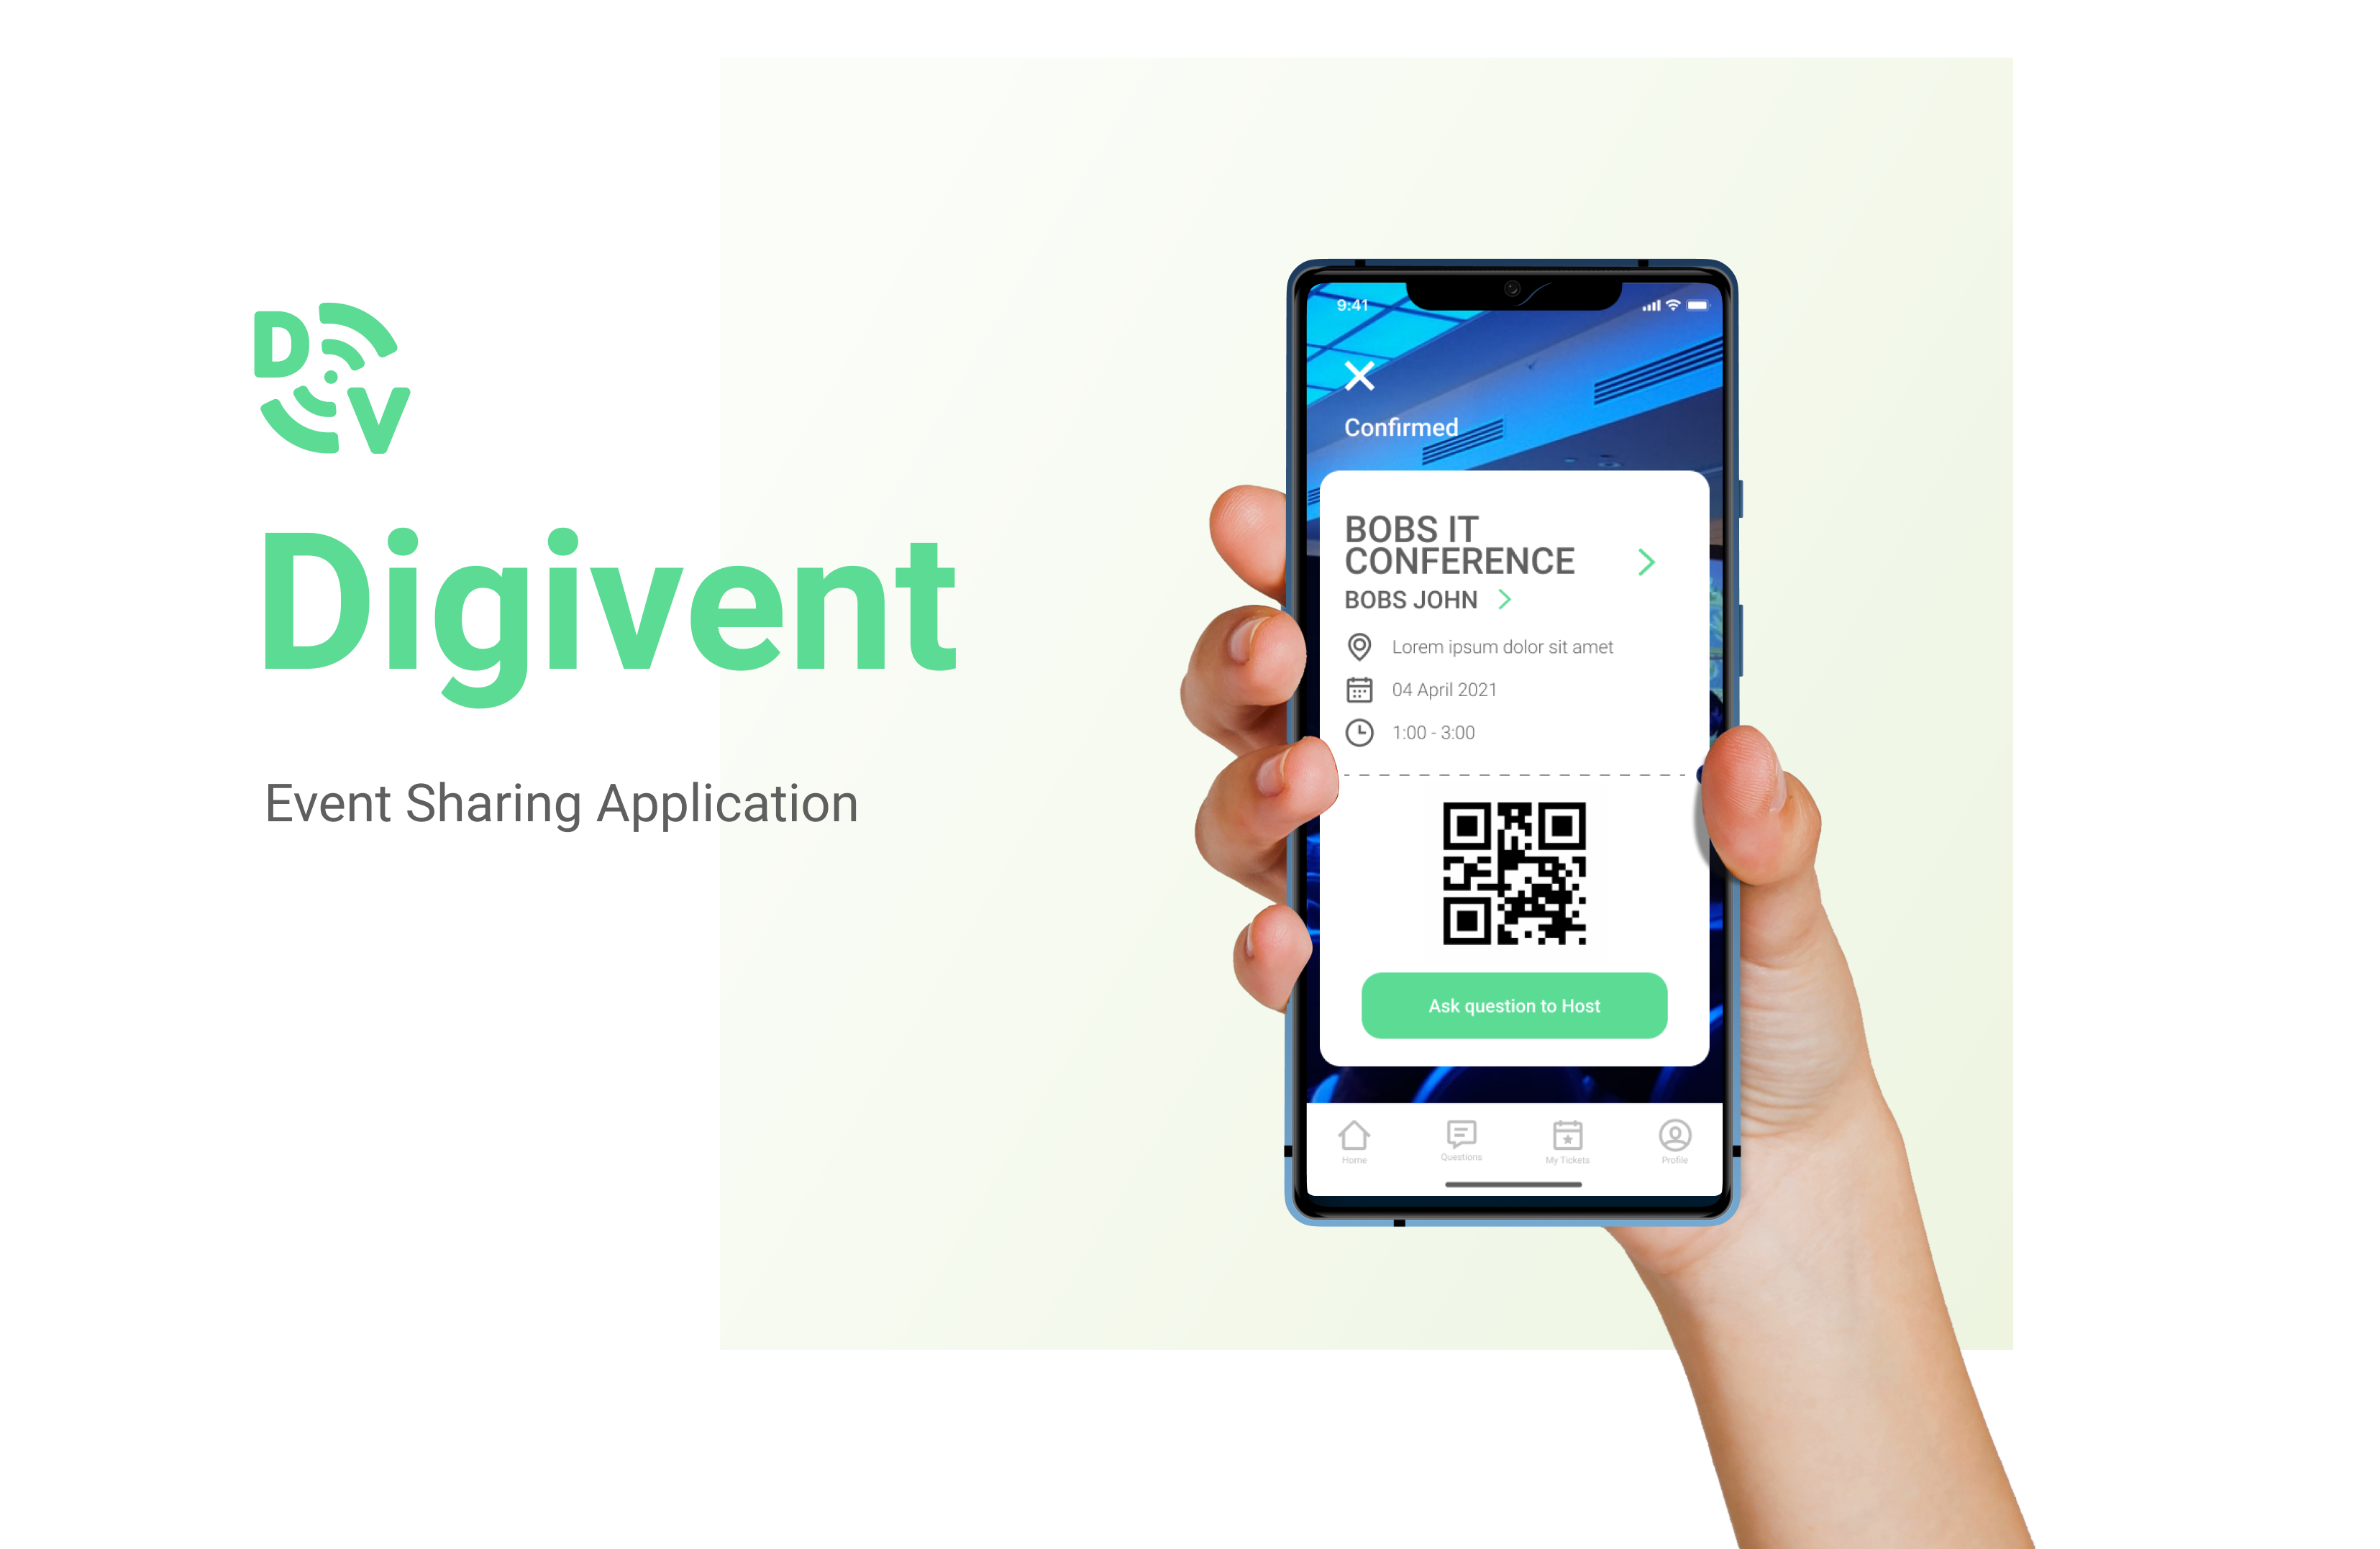 D
V
Digivent
Event Sharing Application
9:41
Confirmed
BOBS IT
CONFERENCE
BOBS JOHN
Lorem ipsum dolor sit amet
04 April 2021
1:00 - 3:00
Ask question to Host
Home
Questions
My Tickets
Profile